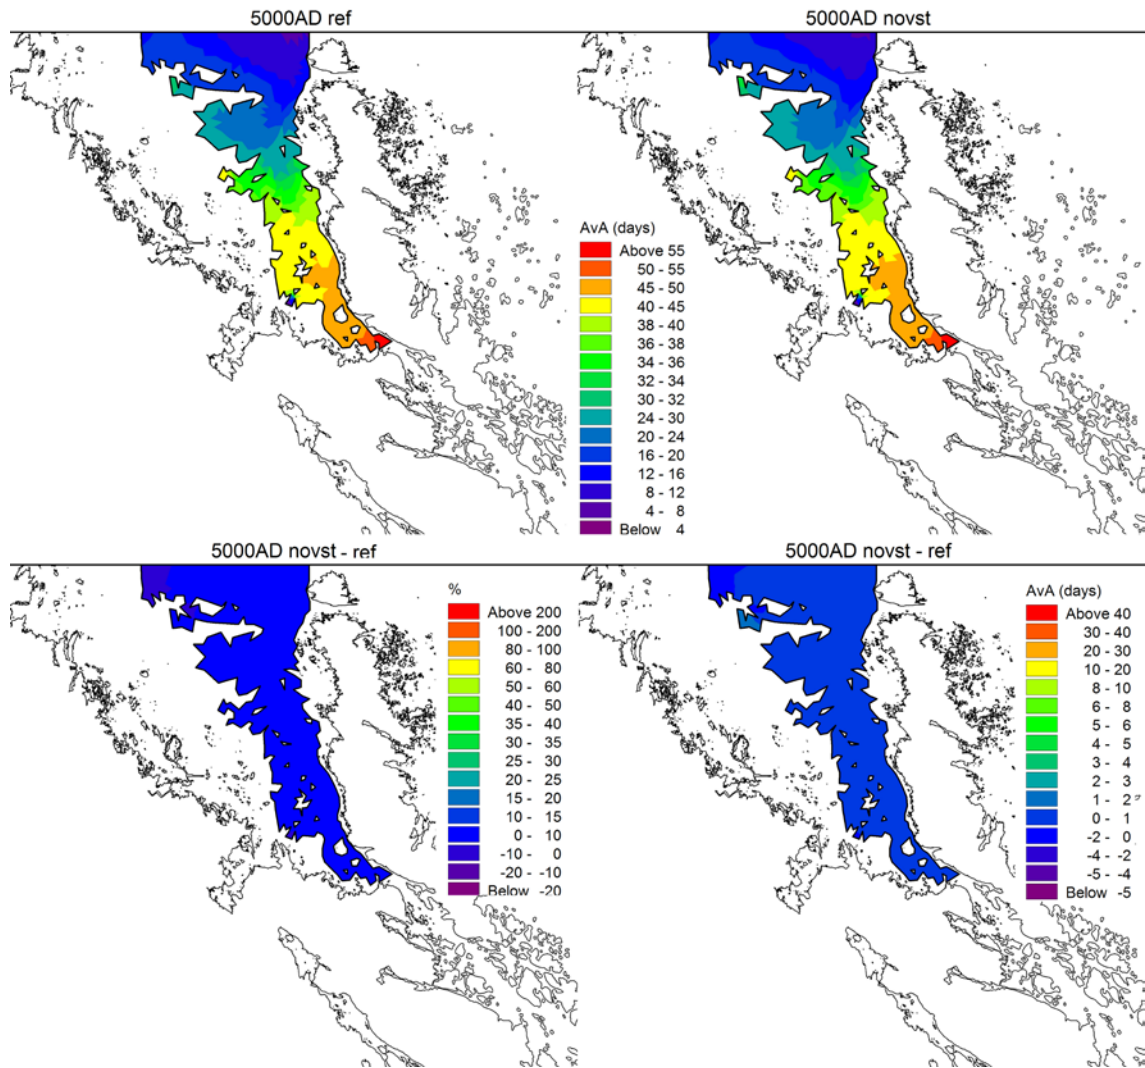 5000AD ref
5000AD novst
AvA (days)
Above 55
50 - 55
45 - 50
40 - 45
38 - 40
36 - 38
34 - 36
32 - 34
30 - 32
24 - 30
20 - 24
16 - 20
12 - 16
8 - 12
4 - 8
Below 4
5000AD novst - ref
5000AD novst - ref
%
Above 200
100 - 200
80 - 100
60 - 80
50 - 60
40 - 50
35 - 40
30 - 35
25 - 30
20 - 25
15 - 20
10 - 15
0 - 10
-10 - 0
-20 - -10
Below -20
AvA (days)
Above 40
30 - 40
20 - 30
10 - 20
8 - 10
6 - 8
5 - 6
4 - 5
3 - 4
2 - 3
1 - 2
0 - 1
-2 - 0
-4 - -2
-5 - -4
Below -5